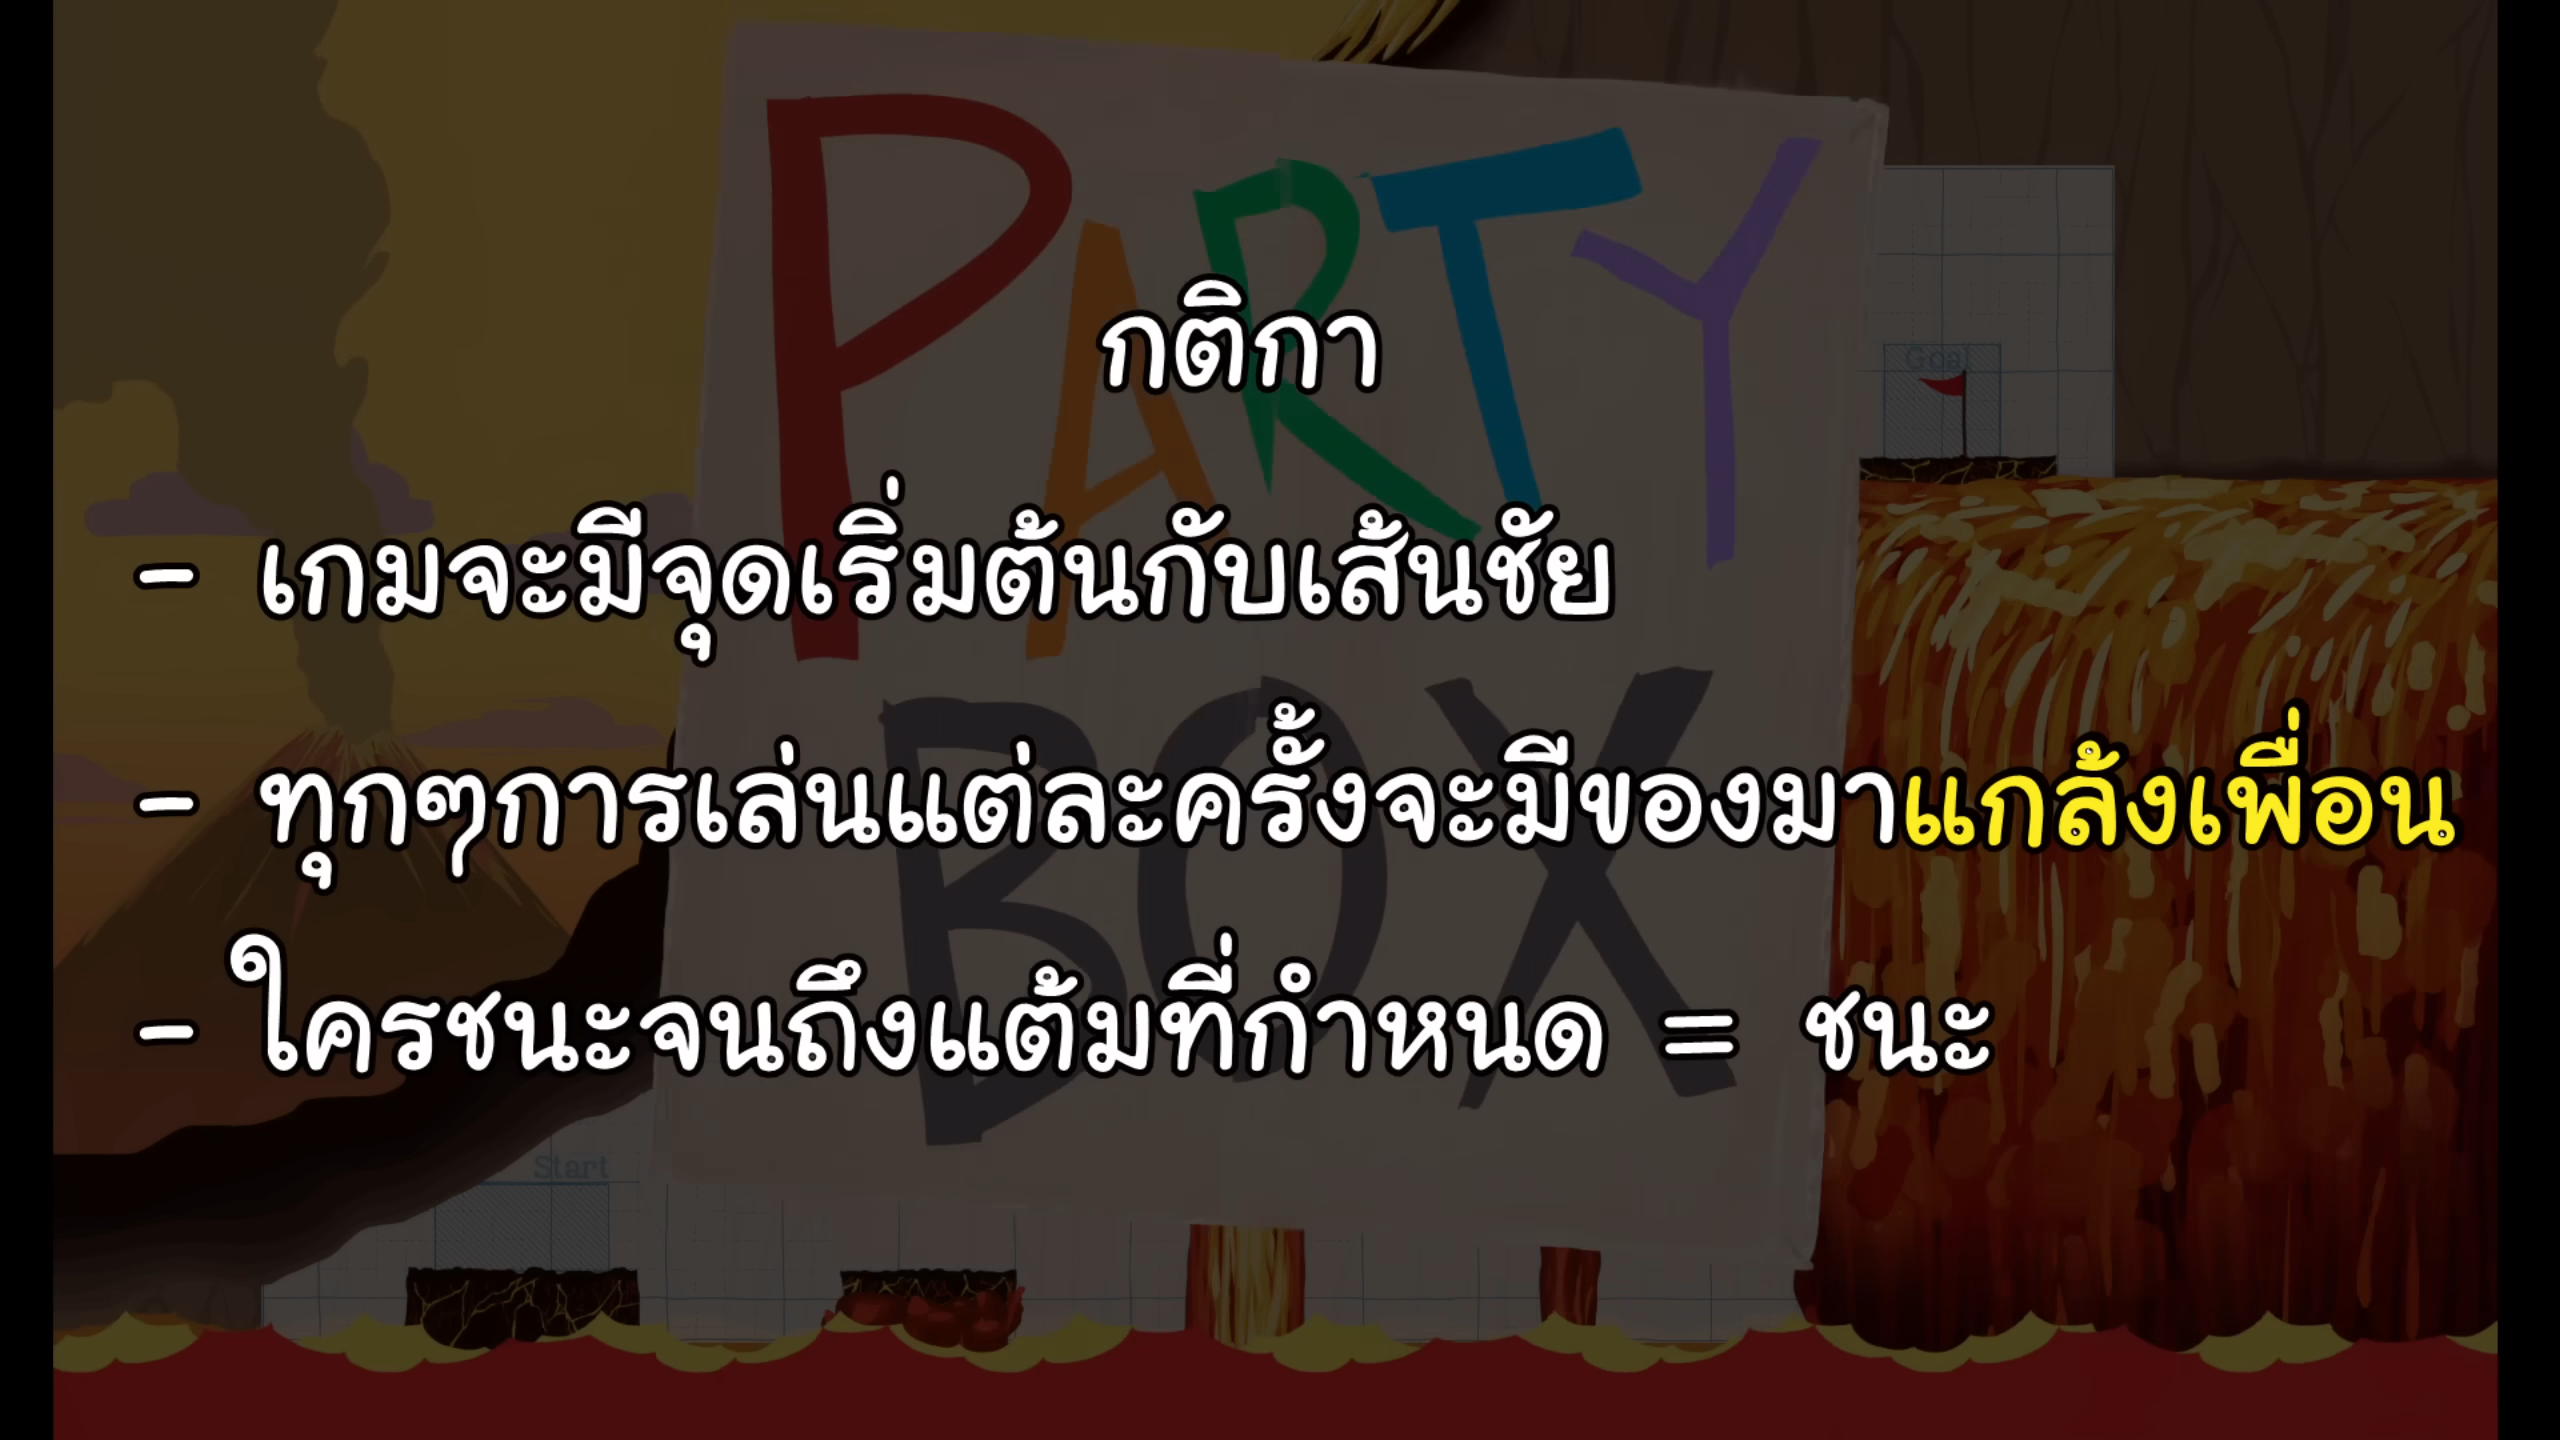 PARTY
BOX
กติกา
- เกมจะมีจุดเริ่มต้นกับเส้นชัย
- ทุกๆการเล่นแต่ละครั้งจะมีของมาแกล้งเพื่อน
- ใครชนะจนถึงแต้มที่กำหนด = ชนะ
Goal
Start